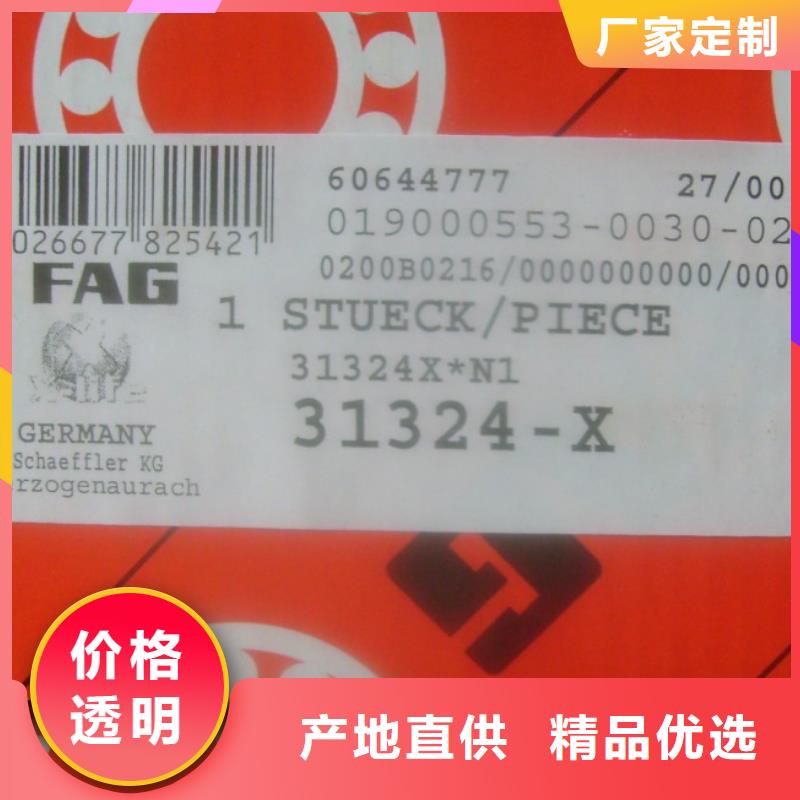 厂家定制
60644777 27/00
019000553-0030-02
026677 825421
0200B0216/0000000000/000
FAG
1 STUECK/PIECE
31324X*N1
31324-X
GERMANY
Schaeffler KG
rzogenaurach
价格
透明
产地直供 精品优选